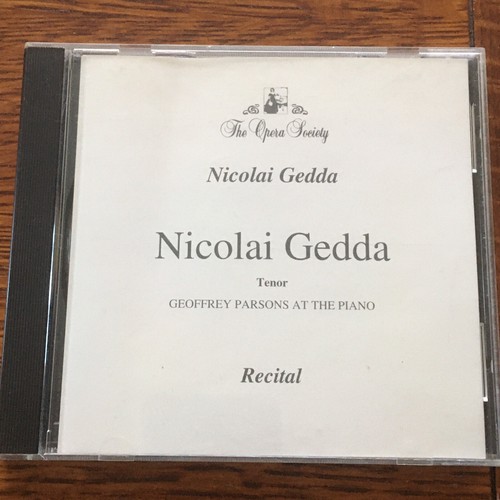 The Opera Society
Nicolai Gedda
Nicolai Gedda
Tenor
GEOFFREY PARSONS AT THE PIANO
Recital